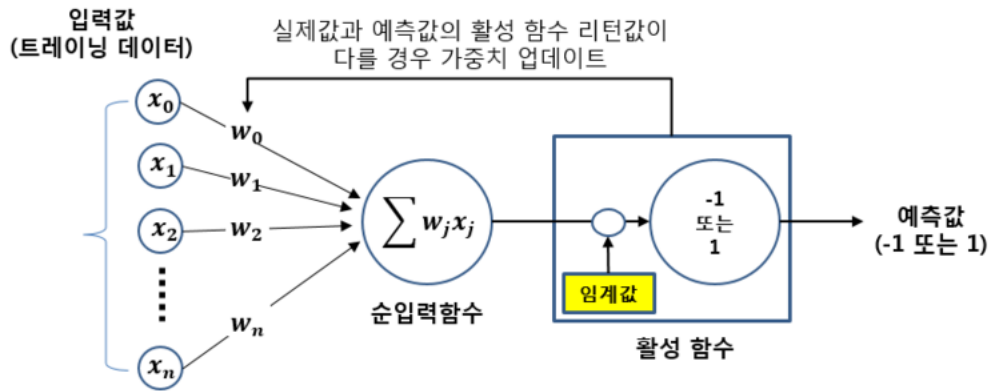 입력값
(트레이닝 데이터)
실제값과 예측값의 활성 함수 리턴값이
다를 경우 가중치 업데이트
x₀
w₀
x₁
w₁
x₂
w₂
xₙ
wₙ
∑ wⱼxⱼ
순입력함수
임계값
-1
또는
1
활성 함수
예측값
(-1 또는 1)